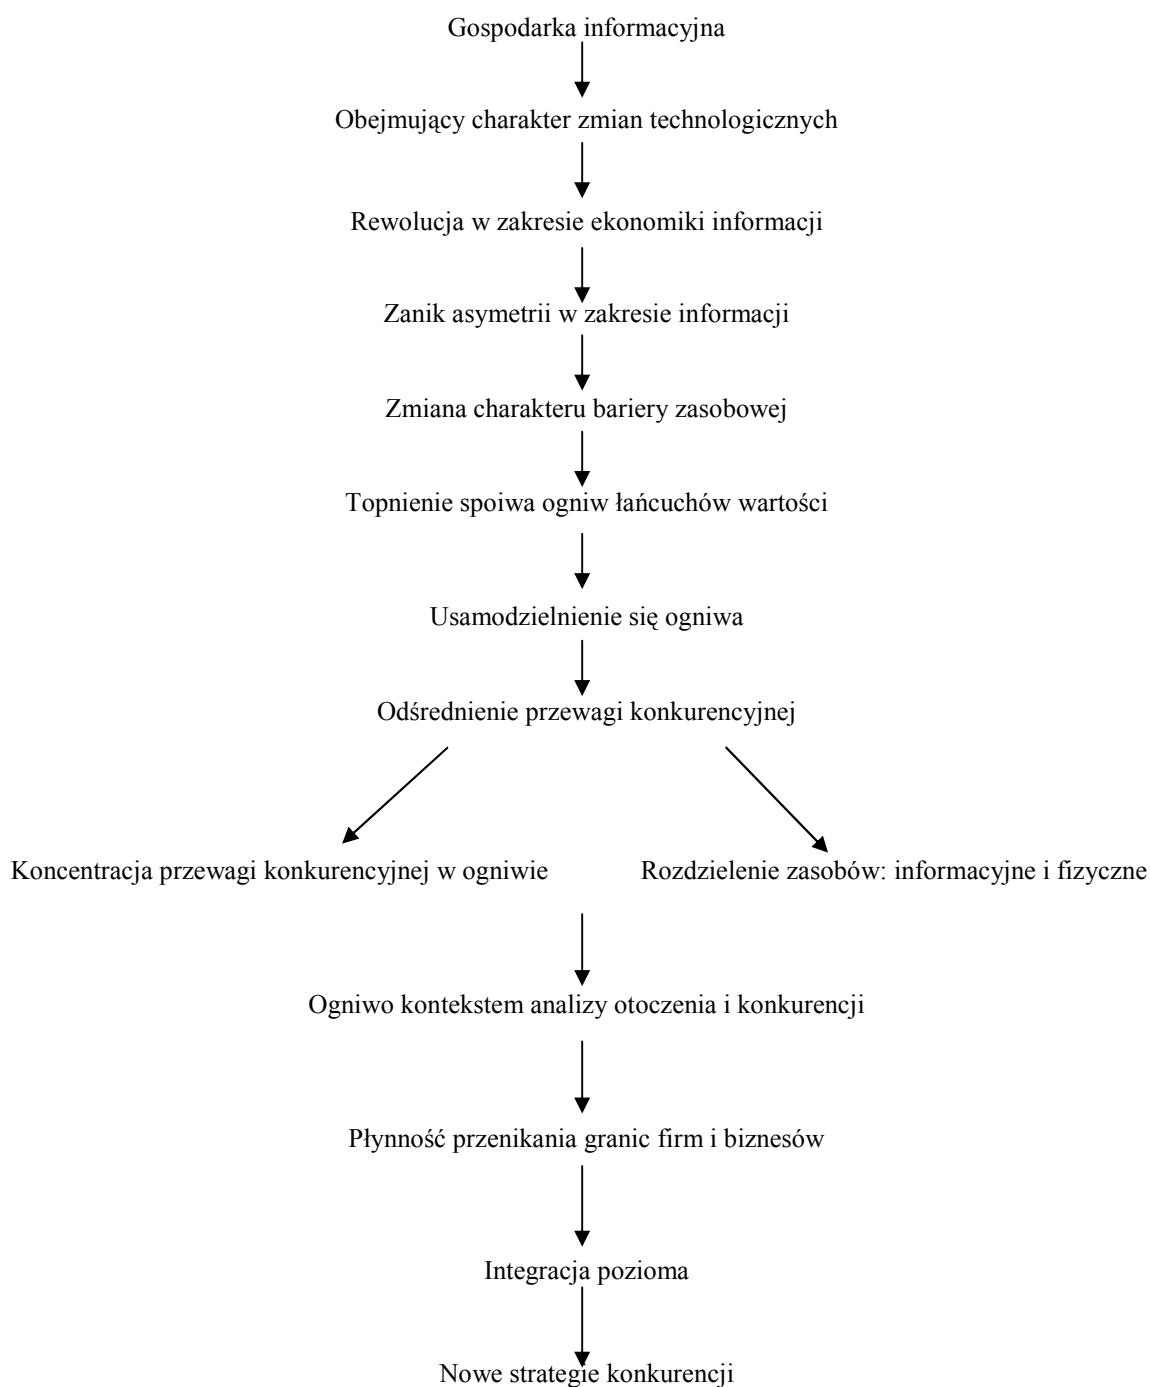 Gospodarka informacyjna
Obejmujący charakter zmian technologicznych
Rewolucja w zakresie ekonomiki informacji
Zanik asymetrii w zakresie informacji
Zmiana charakteru bariery zasobowej
Topnienie spoiwa ogniw łańcuchów wartości
Usamodzielnienie się ogniwa
Odśrednienie przewagi konkurencyjnej
Koncentracja przewagi konkurencyjnej w ogniwie
Rozdzielenie zasobów: informacyjne i fizyczne
Ogniwo kontekstem analizy otoczenia i konkurencji
Płynność przenikania granic firm i biznesów
Integracja pozioma
Nowe strategie konkurencji